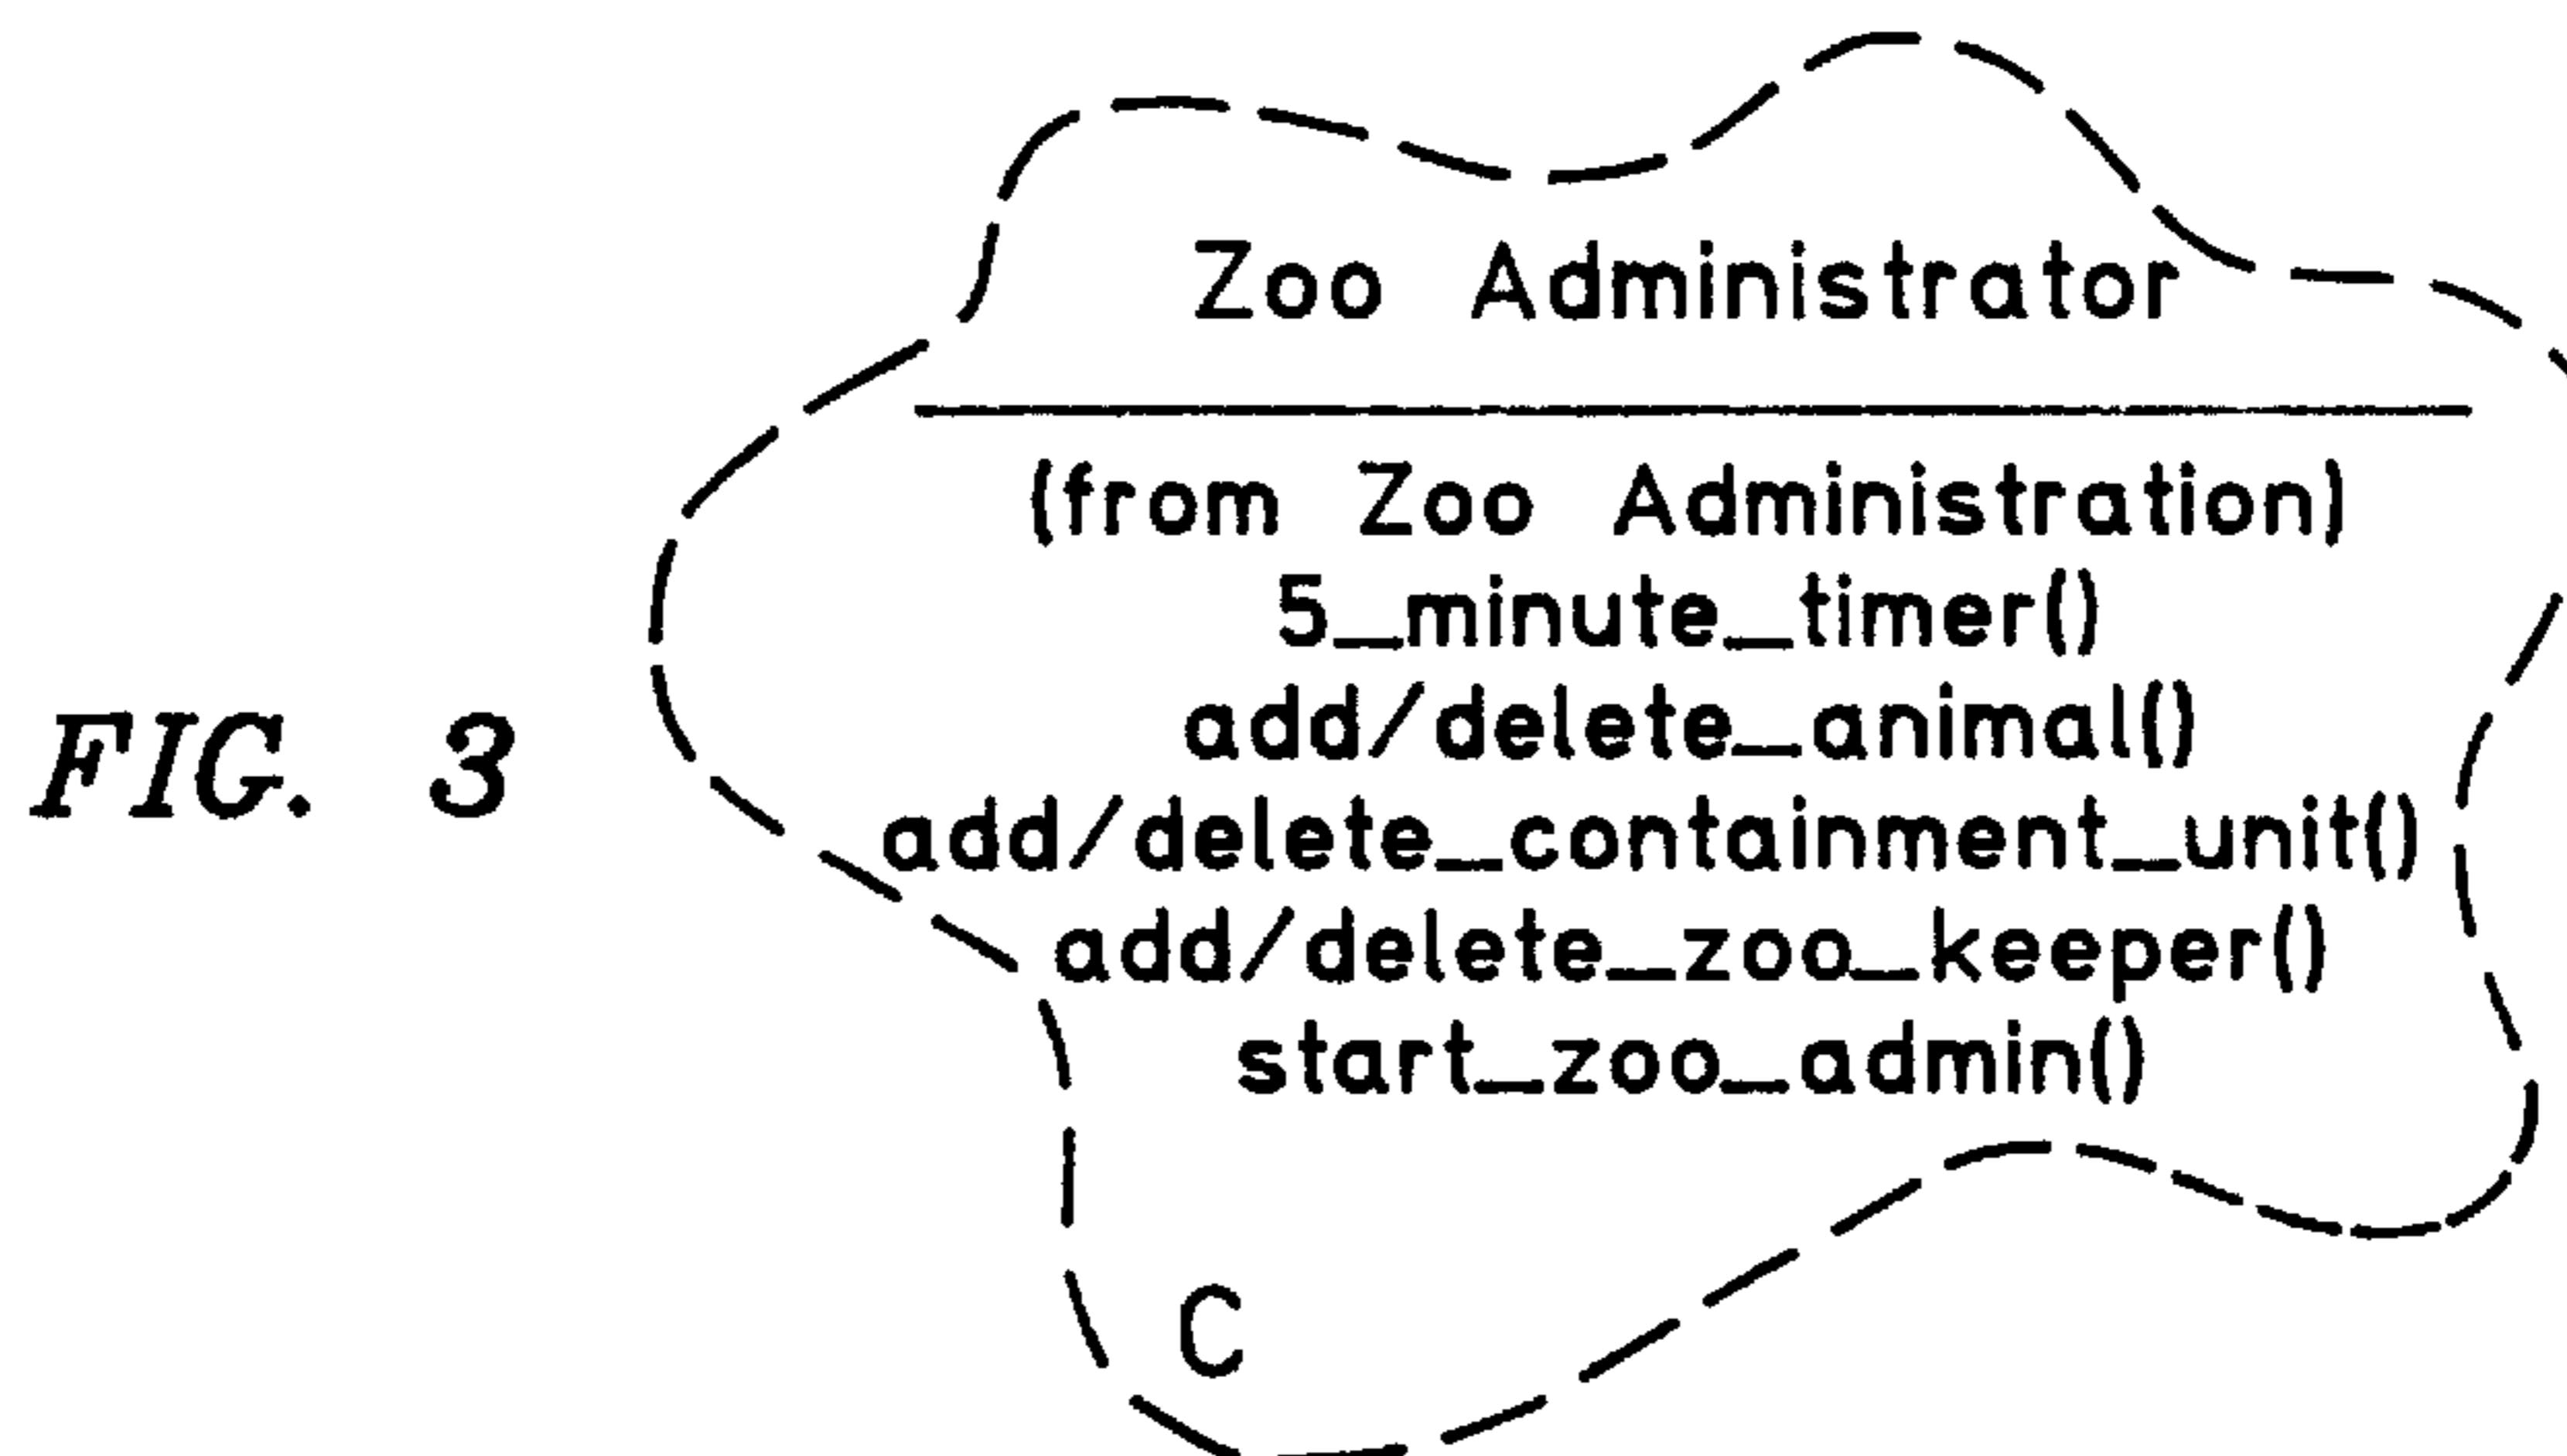 Zoo Administrator
(from Zoo Administration)
5_minute_timer()
add/delete_animal()
add/delete_containment_unit()
add/delete_zoo_keeper()
start_zoo_admin()
C
FIG. 3